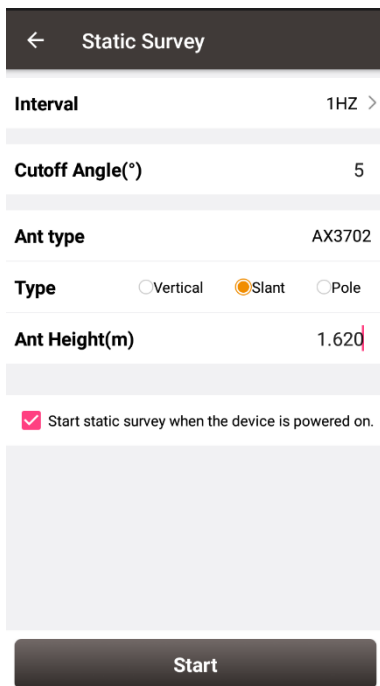 Static Survey
Interval 1HZ
Cutoff Angle(°) 5
Ant type AX3702
Type Vertical Slant Pole
Ant Height(m) 1.620
Start static survey when the device is powered on.
Start